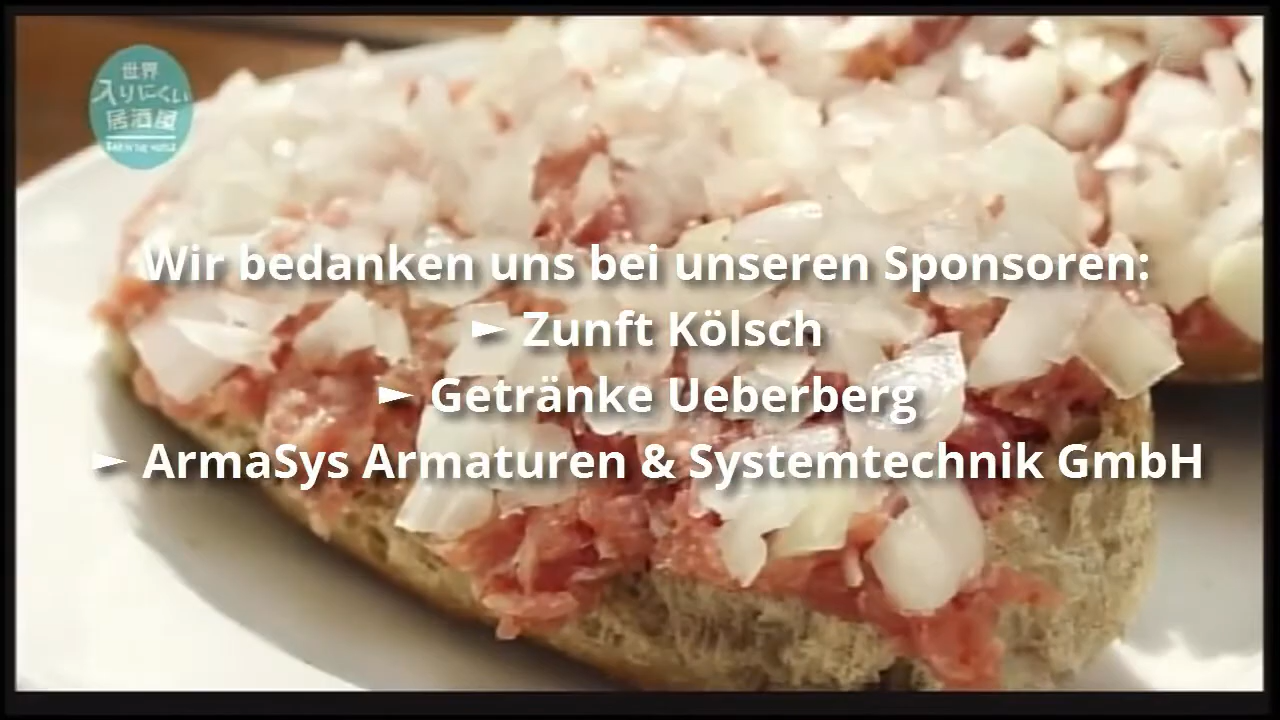 世界
入りにくい
居酒屋
Wir bedanken uns bei unseren Sponsoren:
► Zunft Kölsch
► Getränke Ueberberg
► ArmaSys Armaturen & Systemtechnik GmbH